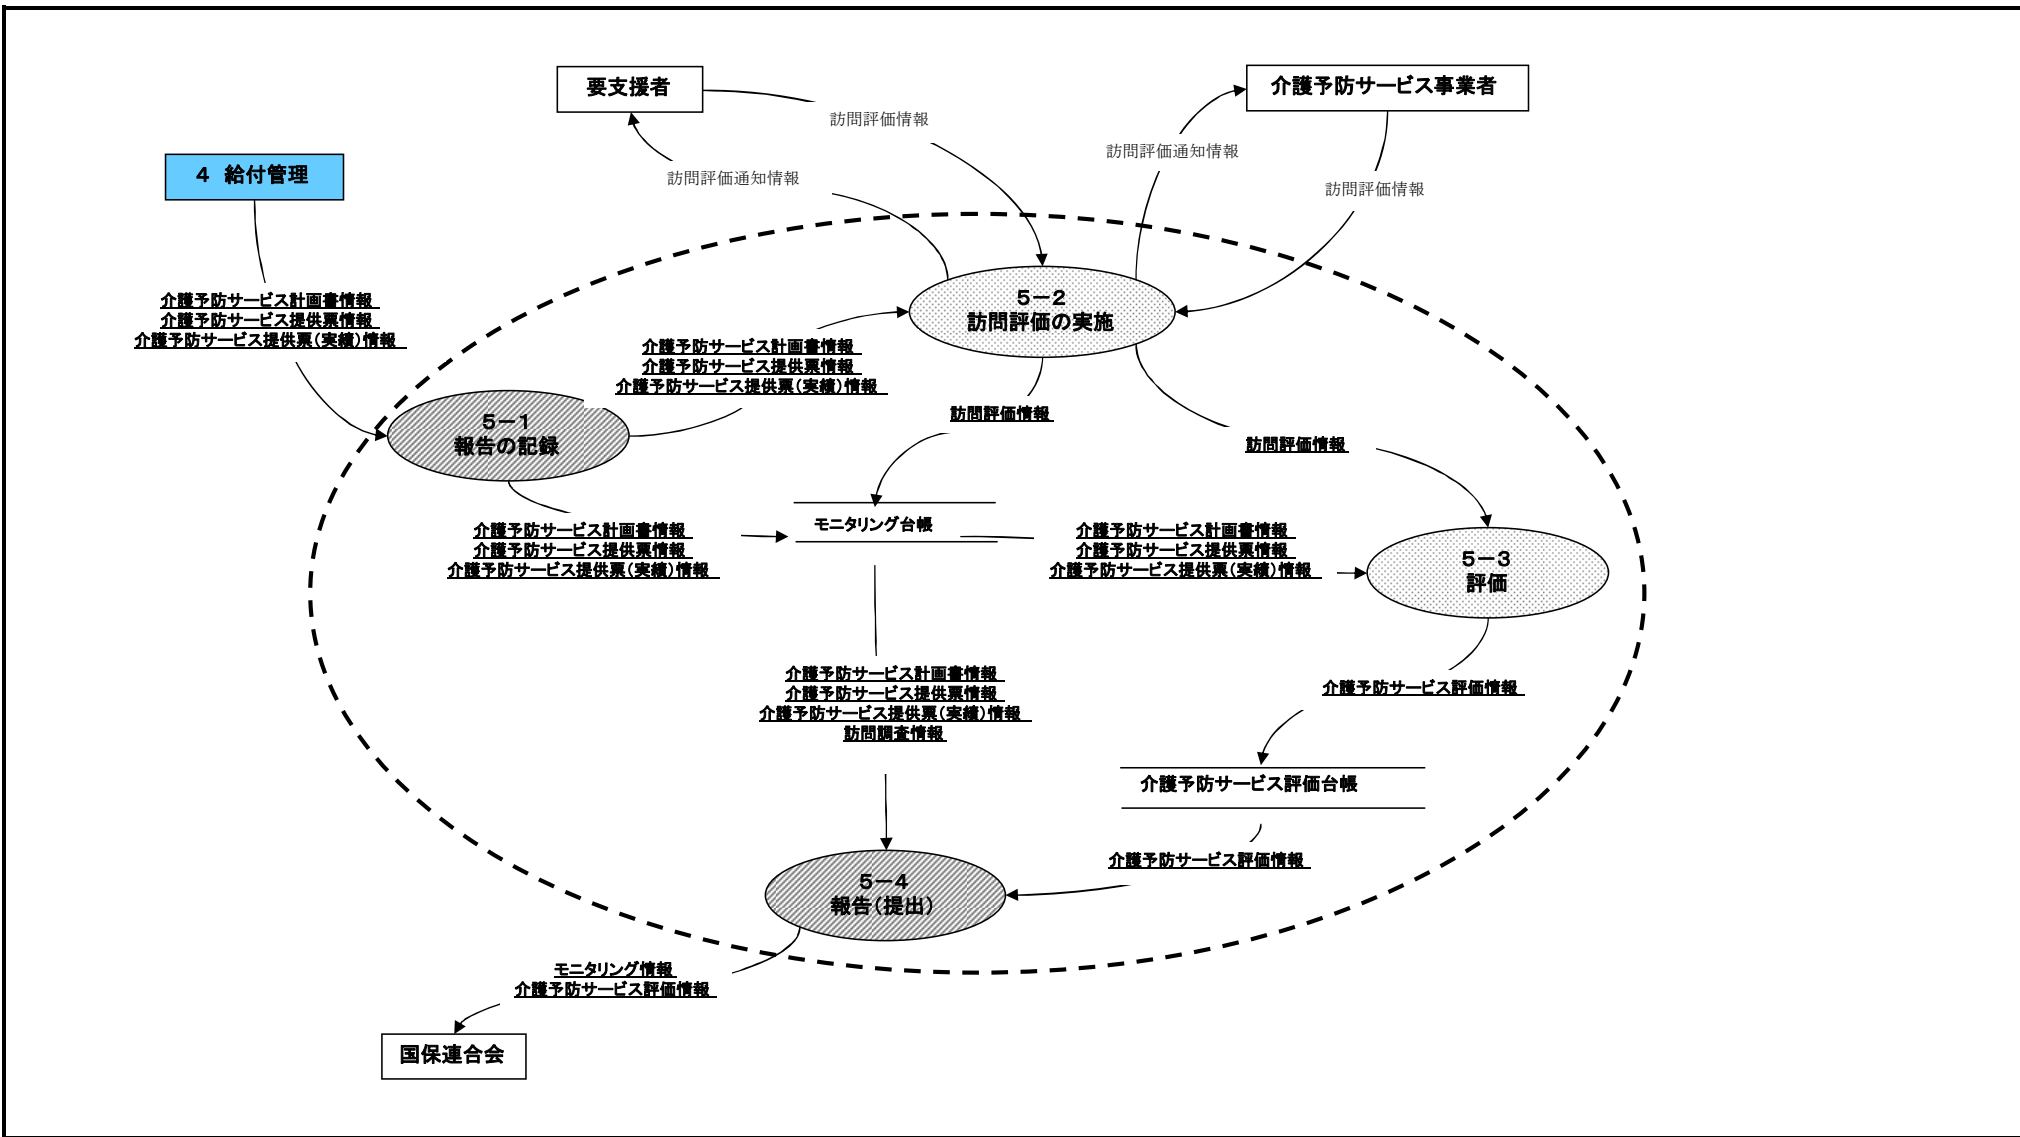 要支援者
介護予防サービス事業者
訪問評価情報
訪問評価通知情報
４　給付管理
訪問評価通知情報
訪問評価情報
介護予防サービス計画書情報
介護予防サービス提供票情報
介護予防サービス提供票（実績）情報
５－２
訪問評価の実施
介護予防サービス計画書情報
介護予防サービス提供票情報
介護予防サービス提供票（実績）情報
５－１
報告の記録
訪問評価情報
訪問評価情報
介護予防サービス計画書情報
介護予防サービス提供票情報
介護予防サービス提供票（実績）情報
モニタリング台帳
介護予防サービス計画書情報
介護予防サービス提供票情報
介護予防サービス提供票（実績）情報
５－３
評価
介護予防サービス計画書情報
介護予防サービス提供票情報
介護予防サービス提供票（実績）情報
訪問調査情報
介護予防サービス評価情報
介護予防サービス評価台帳
介護予防サービス評価情報
５－４
報告（提出）
モニタリング情報
介護予防サービス評価情報
国保連合会